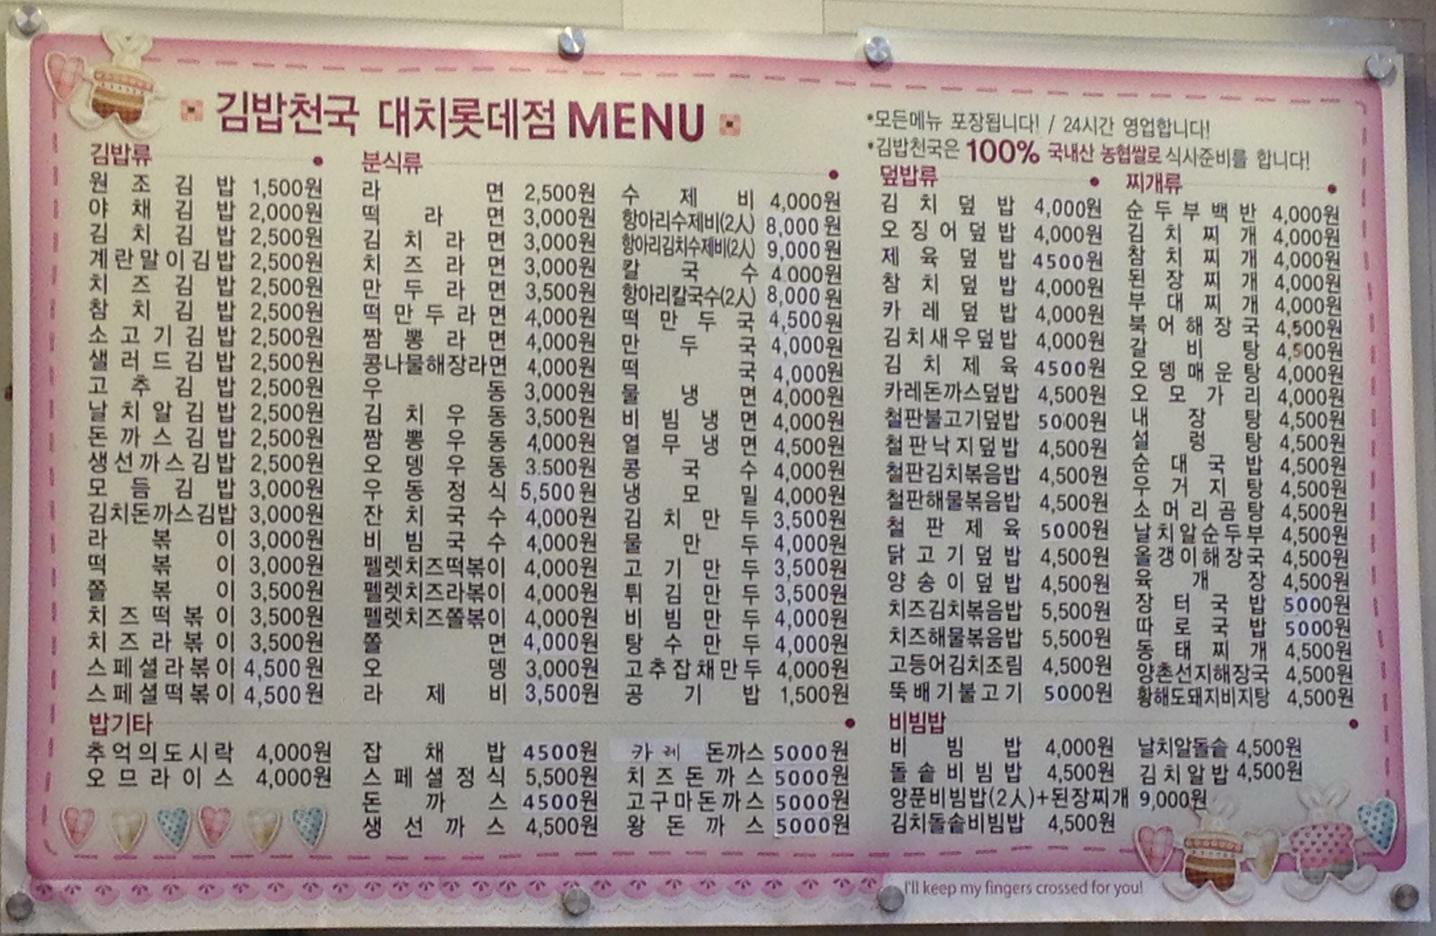 김밥천국 대치롯데점 MENU
*모든메뉴 포장됩니다! / 24시간 영업합니다!
*김밥천국은 100% 국내산 농협쌀로 식사준비를 합니다!
김밥류
원조김밥 1,500원
야채김밥 2,000원
김치김밥 2,500원
계란말이김밥 2,500원
치즈김밥 2,500원
참치김밥 2,500원
소고기김밥 2,500원
샐러드김밥 2,500원
고추김밥 2,500원
날치알김밥 2,500원
돈까스김밥 2,500원
생선까스김밥 2,500원
모듬김밥 3,000원
김치돈까스김밥 3,000원
라볶이 3,000원
떡볶이 3,000원
쫄볶이 3,500원
치즈떡볶이 3,500원
치즈라볶이 3,500원
스페셜라볶이 4,500원
스페셜떡볶이 4,500원
분식류
라면 2,500원
떡라면 3,000원
김치라면 3,000원
치즈라면 3,000원
만두라면 3,500원
떡만두라면 4,000원
짬뽕라면 4,000원
콩나물해장라면 4,000원
우동 3,000원
김치우동 3,500원
짬뽕우동 4,000원
오뎅우동 3.500원
우동정식 5,500원
잔치국수 4,000원
비빔국수 4,000원
펠렛치즈떡볶이 4,000원
펠렛치즈라볶이 4,000원
펠렛치즈쫄볶이 4,000원
쫄면 4,000원
오뎅 3,000원
라제비 3,500원
수제비 4,000원
항아리수제비(2人) 8,000원
항아리김치수제비(2人) 9,000원
칼국수 4.000원
항아리칼국수(2人) 8,000원
떡만두국 4,500원
만두국 4,000원
떡국 4,000원
물냉면 4,000원
비빔냉면 4,000원
열무냉면 4,500원
콩국수 4,000원
냉모밀 4,000원
김치만두 3,500원
물만두 4,000원
고기만두 3,500원
튀김만두 3,500원
비빔만두 4,000원
탕수만두 4,000원
고추잡채만두 4,000원
공기밥 1,500원
덮밥류
김치덮밥 4,000원
오징어덮밥 4,000원
제육덮밥 4500원
참치덮밥 4,000원
카레덮밥 4,000원
김치새우덮밥 4,000원
김치제육 4500원
카레돈까스덮밥 4,500원
철판불고기덮밥 5000원
철판낙지덮밥 4,500원
철판김치볶음밥 4,500원
철판해물볶음밥 4,500원
철판제육 5000원
닭고기덮밥 4,500원
양송이덮밥 4,500원
치즈김치볶음밥 5,500원
치즈해물볶음밥 5,500원
고등어김치조림 4,500원
뚝배기불고기 5000원
찌개류
순두부백반 4,000원
김치찌개 4,000원
참치찌개 4,000원
된장찌개 4,000원
부대찌개 4,000원
북어해장국 4,500원
갈비탕 4,500원
오뎅매운탕 4,000원
오모가리 4,000원
내장탕 4,500원
설렁탕 4,500원
순대국밥 4,500원
우거지탕 4,500원
소머리곰탕 4,500원
날치알순두부 4,500원
올갱이해장국 4,500원
육개장 4,500원
장터국밥 5000원
따로국밥 5000원
동태찌개 4,500원
양촌선지해장국 4,500원
황해도돼지비지탕 4,500원
밥기타
추억의도시락 4,000원
오므라이스 4,000원
잡채밥 4500원
스페셜정식 5,500원
돈까스 4500원
생선까스 4,500원
카레 돈까스 5000원
치즈돈까스 5000원
고구마돈까스 5000원
왕돈까스 5000원
비빔밥
비빔밥 4,000원
돌솥비빔밥 4,500원
양푼비빔밥(2人)+된장찌개 9,000원
김치돌솥비빔밥 4,500원
날치알돌솥 4,500원
김치알밥 4,500원
I'll keep my fingers crossed for you!